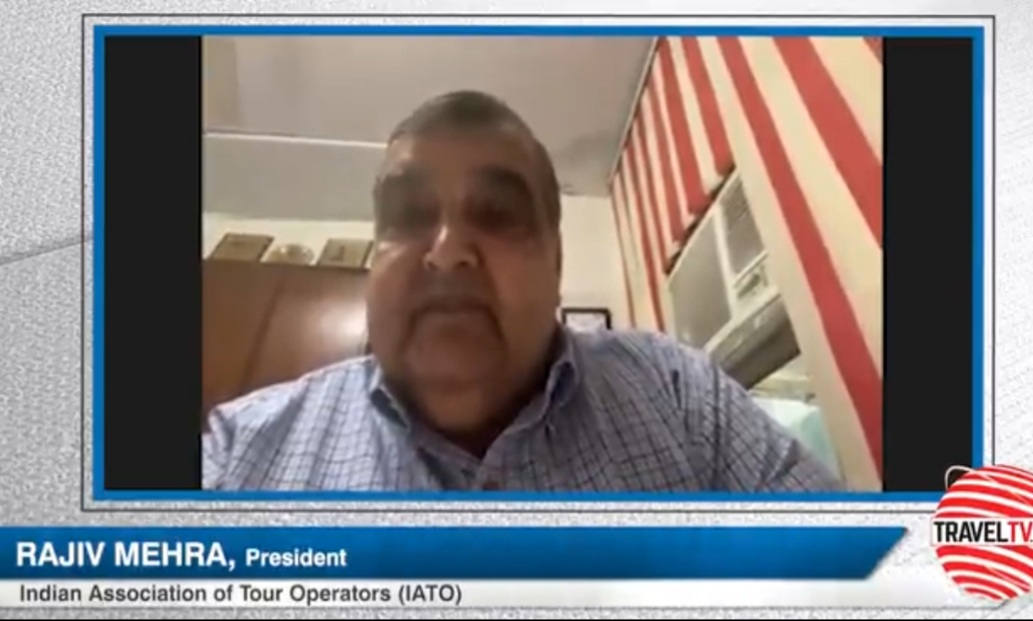 TRAVELTV.
RAJIV MEHRA, President
Indian Association of Tour Operators (IATO)